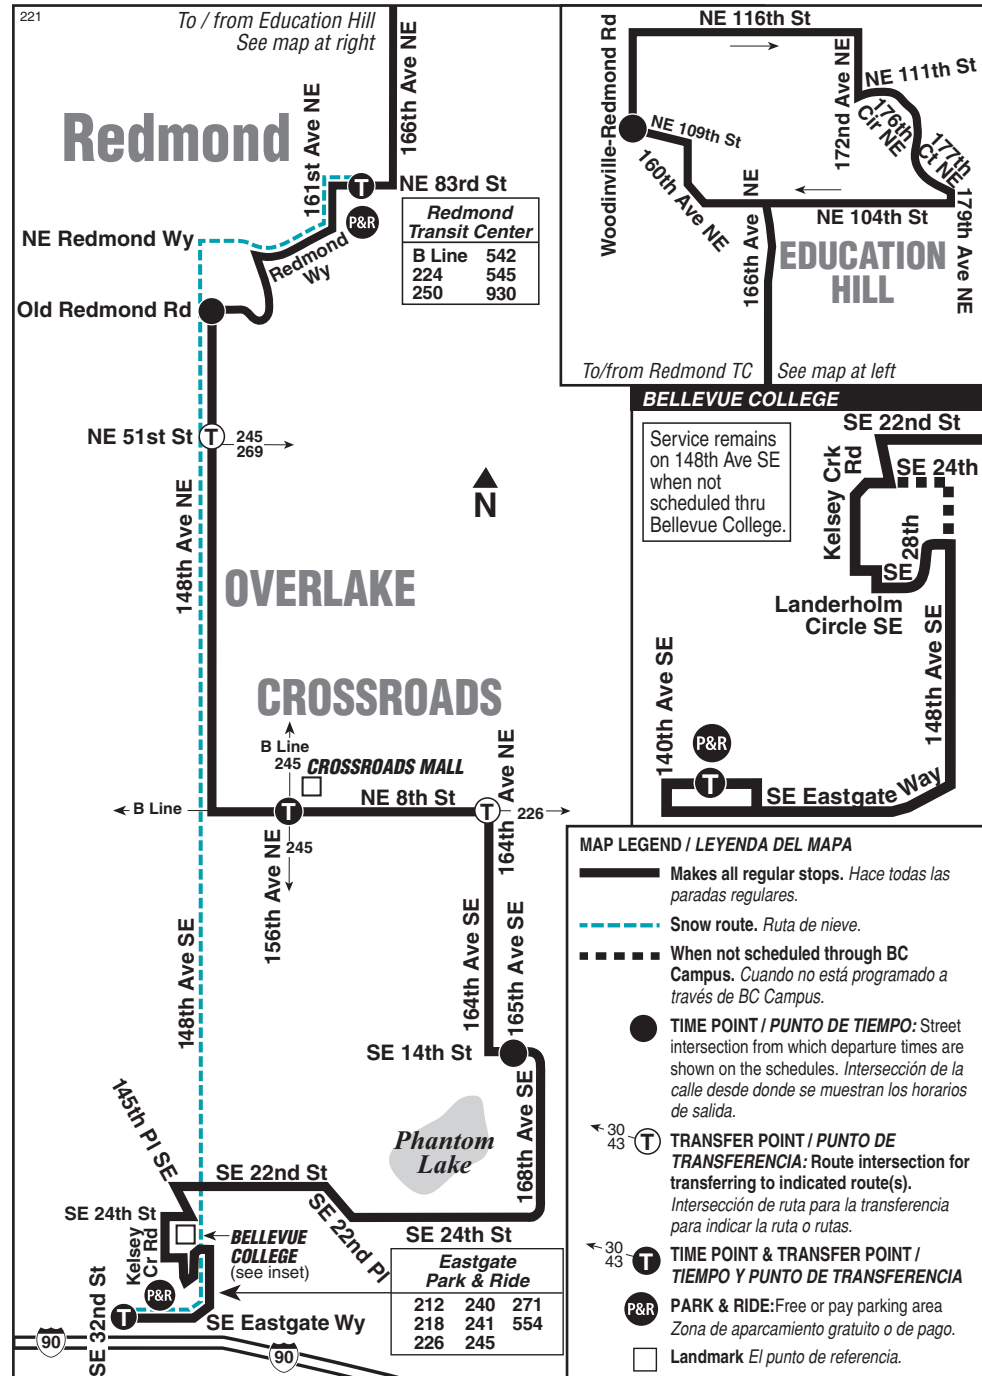 221
To / from Education Hill
See map at right
Redmond
161st Ave NE
166th Ave NE
NE 83rd St
T
P&R
NE Redmond Wy
Redmond
Wy
Redmond
Transit Center
B Line 542
224 545
250 930
Old Redmond Rd
NE 51st St
T
245
269
148th Ave NE
N
OVERLAKE
CROSSROADS
B Line
245
CROSSROADS MALL
NE 8th St
B Line
T
245
156th Ave NE
T
226
164th Ave NE
148th Ave SE
164th Ave SE
165th Ave SE
SE 14th St
168th Ave SE
Phantom
Lake
145th Pl SE
SE 22nd St
SE 22nd Pl
SE 24th St
SE 24th St
Kelsey
Cr Rd
BELLEVUE
COLLEGE
(see inset)
P&R
T
SE 32nd St
SE Eastgate Wy
90
90
Eastgate
Park & Ride
212 240 271
218 241 554
226 245
NE 116th St
Woodinville-Redmond Rd
172nd Ave NE
NE 111th St
176th
Cir NE
177th
Ct NE
NE 109th St
160th Ave NE
166th Ave NE
NE 104th St
179th Ave NE
EDUCATION
HILL
To/from Redmond TC
See map at left
BELLEVUE COLLEGE
SE 22nd St
Service remains
on 148th Ave SE
when not
scheduled thru
Bellevue College.
Kelsey Crk
Rd
SE 24th
SE 28th
Landerholm
Circle SE
148th Ave SE
140th Ave SE
P&R
T
SE Eastgate Way
MAP LEGEND / LEYENDA DEL MAPA
Makes all regular stops. Hace todas las
paradas regulares.
Snow route. Ruta de nieve.
When not scheduled through BC
Campus. Cuando no está programado a
través de BC Campus.
TIME POINT / PUNTO DE TIEMPO: Street
intersection from which departure times are
shown on the schedules. Intersección de la
calle desde donde se muestran los horarios
de salida.
30
43
T
TRANSFER POINT / PUNTO DE
TRANSFERENCIA: Route intersection for
transferring to indicated route(s).
Intersección de ruta para la transferencia
para indicar la ruta o rutas.
30
43
T
TIME POINT & TRANSFER POINT /
TIEMPO Y PUNTO DE TRANSFERENCIA
P&R
PARK & RIDE:Free or pay parking area
Zona de aparcamiento gratuito o de pago.
Landmark El punto de referencia.